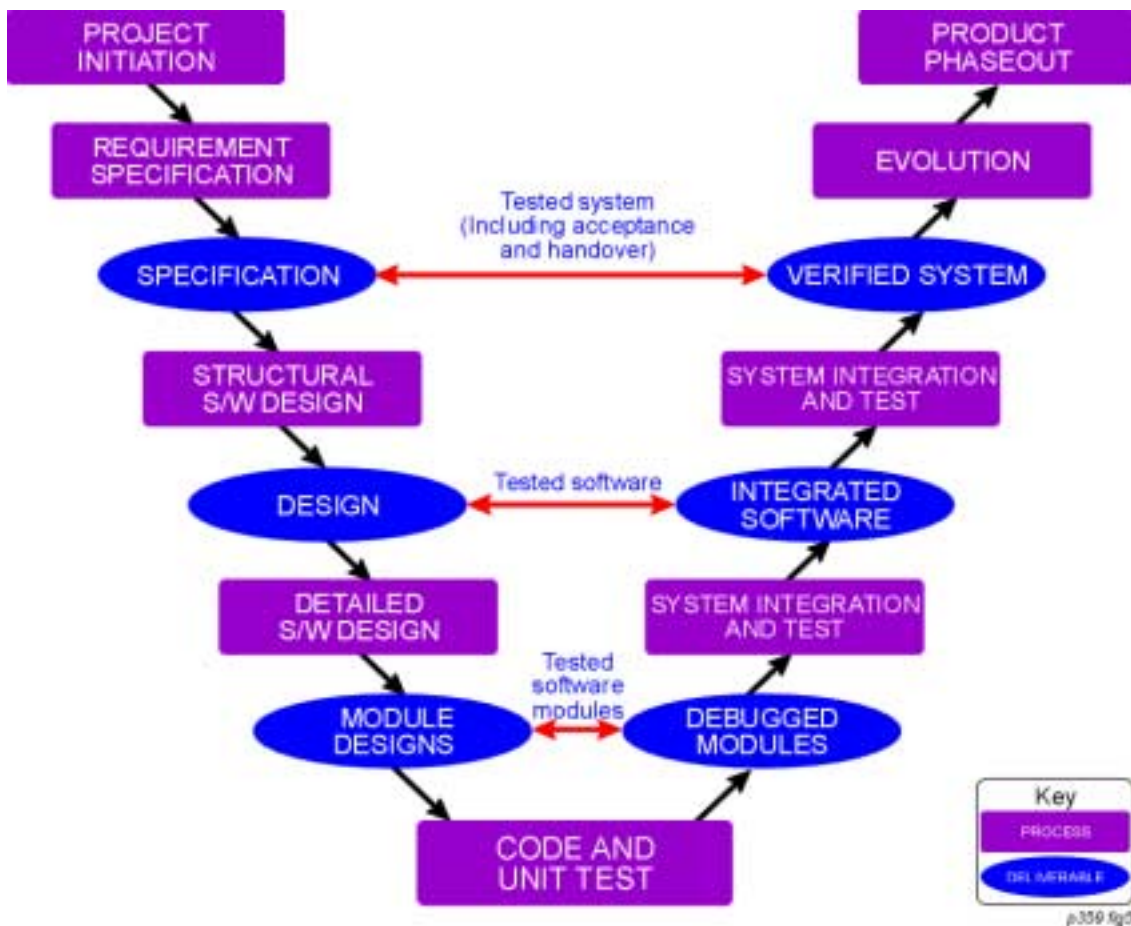 PROJECT
INITIATION
PRODUCT
PHASEOUT
REQUIREMENT
SPECIFICATION
EVOLUTION
Tested system
(Including acceptance
and handover)
SPECIFICATION
VERIFIED SYSTEM
STRUCTURAL
S/W DESIGN
SYSTEM INTEGRATION
AND TEST
Tested software
DESIGN
INTEGRATED
SOFTWARE
DETAILED
S/W DESIGN
SYSTEM INTEGRATION
AND TEST
Tested
software
modules
MODULE
DESIGNS
DEBUGGED
MODULES
CODE AND
UNIT TEST
Key
PROCESS
DELIVERABLE
p359 fig5